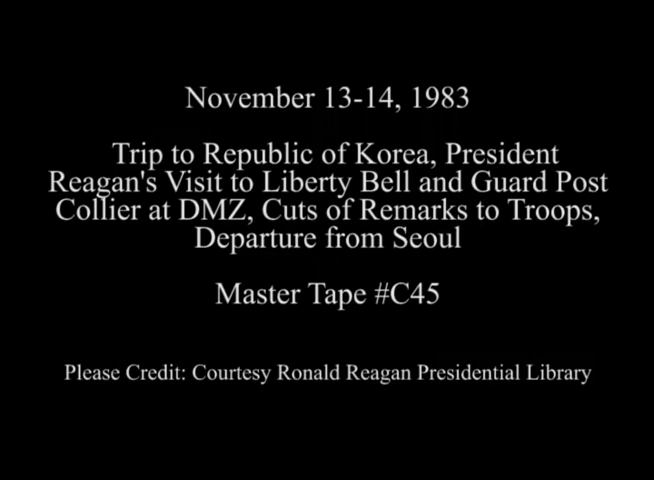 November 13-14, 1983
Trip to Republic of Korea, President
Reagan's Visit to Liberty Bell and Guard Post
Collier at DMZ, Cuts of Remarks to Troops,
Departure from Seoul
Master Tape #C45
Please Credit: Courtesy Ronald Reagan Presidential Library